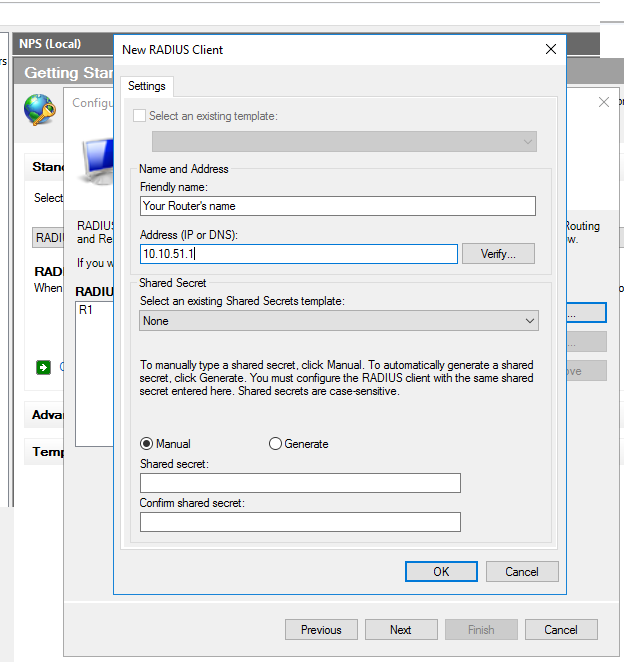 NPS (Local)
New RADIUS Client
Getting Star
Configu
Settings
Select an existing template:
Stand
Name and Address
Friendly name:
Select
Your Router's name
RADIUS
Routing
Address (IP or DNS):
RADI
and Re
w.
10.10.51.1
Verify...
If you w
RAD
Shared Secret
When
RADIU
Select an existing Shared Secrets template:
R1
None
...
...
To manually type a shared secret, click Manual. To automatically generate a shared
secret, click Generate. You must configure the RADIUS client with the same shared
secret entered here. Shared secrets are case-sensitive.
ove
Adva
Manual
Generate
Temp
Shared secret:
Confirm shared secret:
OK
Cancel
Previous
Next
Finish
Cancel